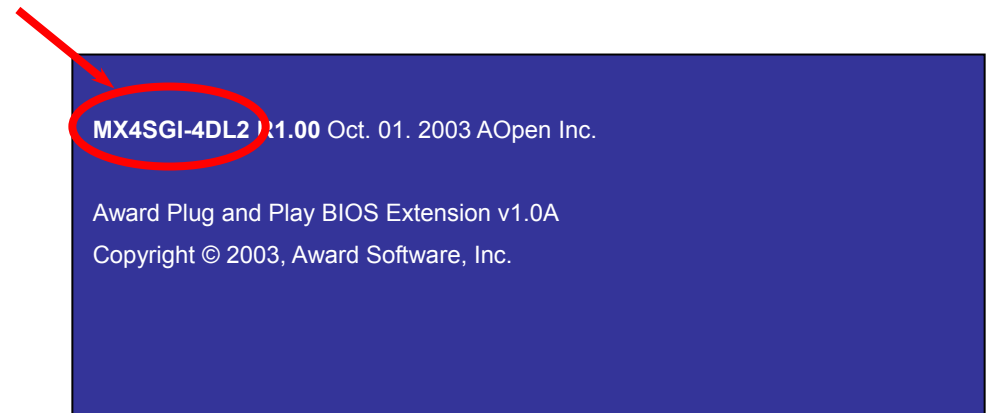 MX4SGI-4DL2 R1.00 Oct. 01. 2003 AOpen Inc.
Award Plug and Play BIOS Extension v1.0A
Copyright © 2003, Award Software, Inc.